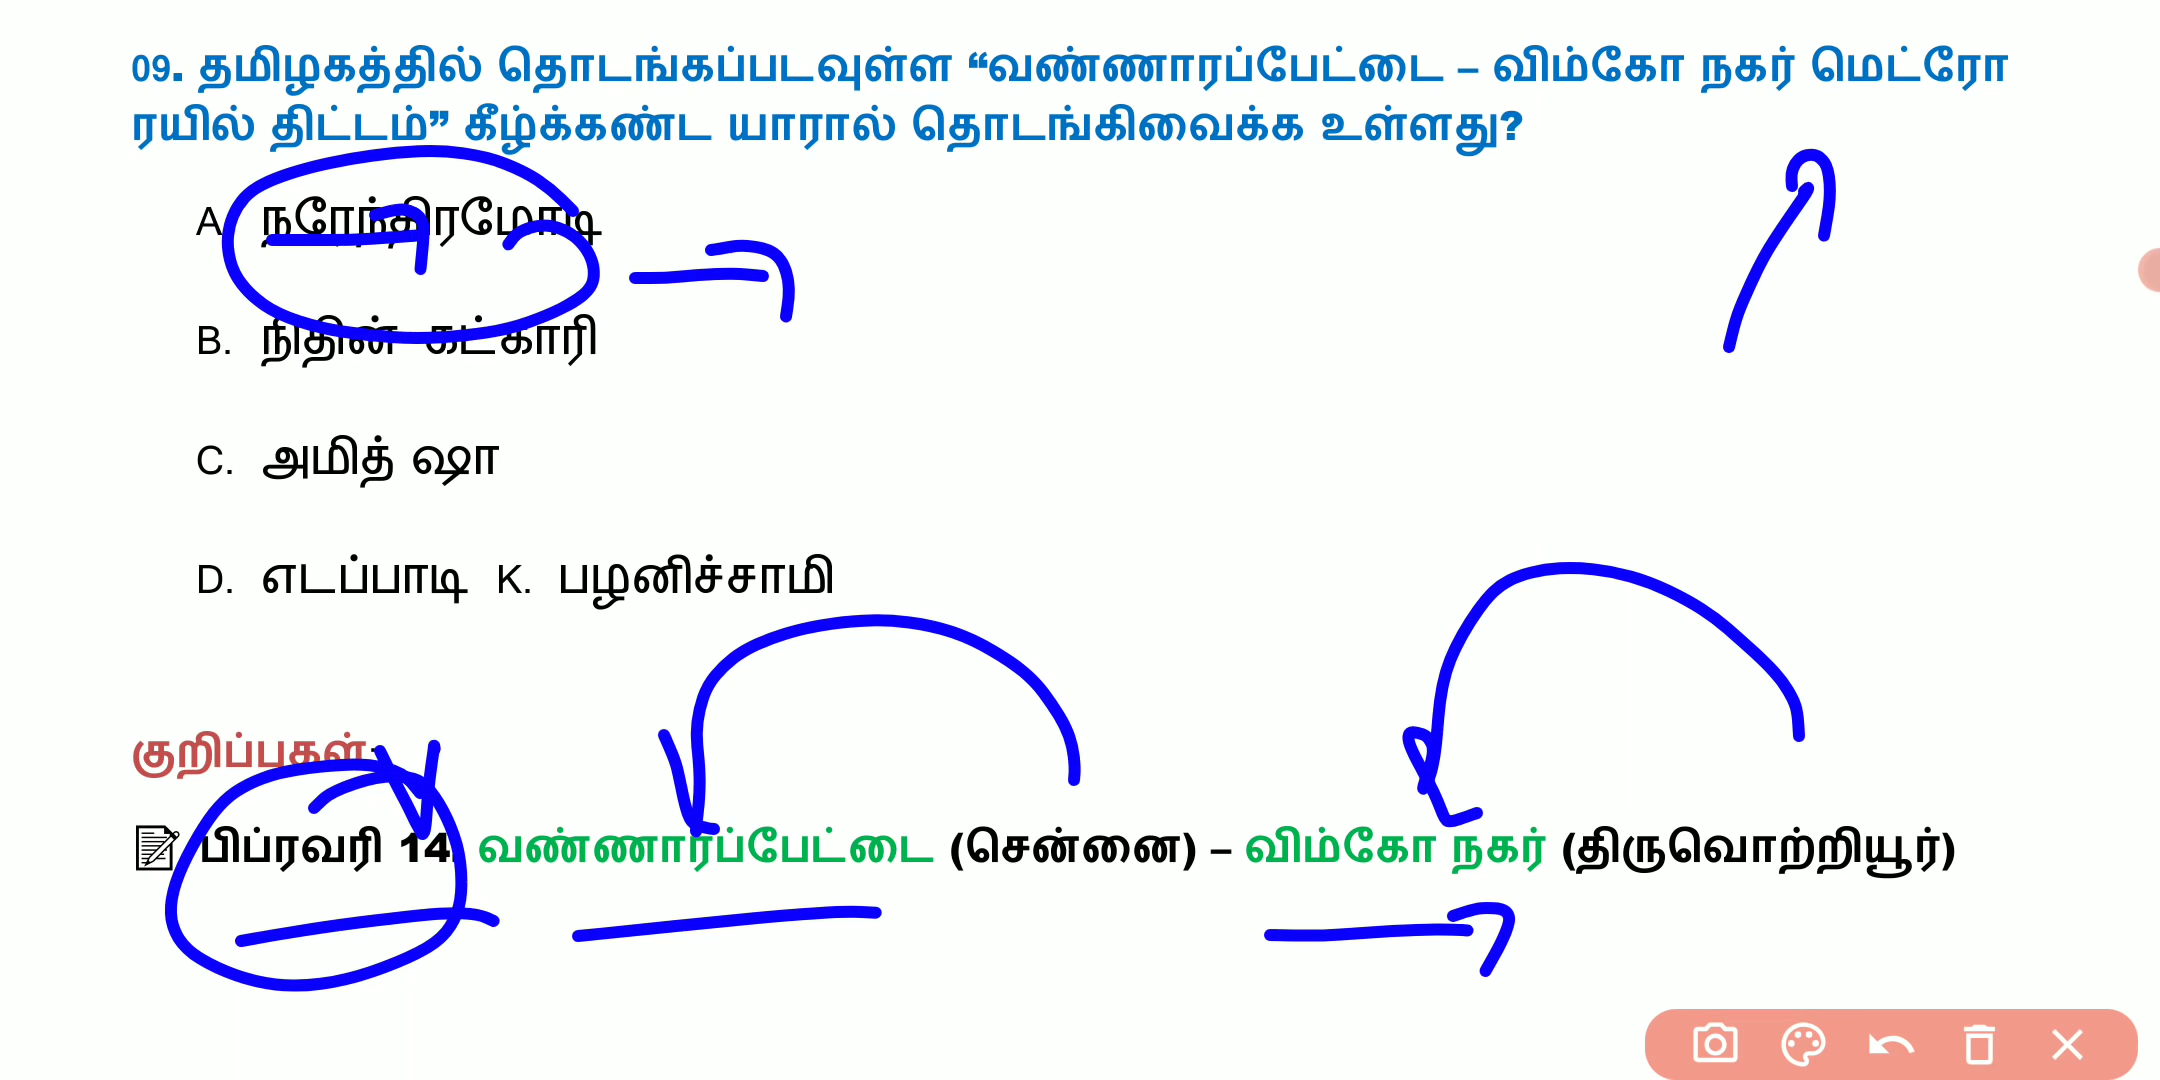 09. தமிழகத்தில் தொடங்கப்படவுள்ள “வண்ணாரப்பேட்டை – விம்கோ நகர் மெட்ரோ
ரயில் திட்டம்” கீழ்க்கண்ட யாரால் தொடங்கிவைக்க உள்ளது?
A. நரேந்திரமோடி
B. நிதின் கட்காரி
C. அமித் ஷா
D. எடப்பாடி K. பழனிச்சாமி
குறிப்புகள்:
பிப்ரவரி 14. வண்ணாரப்பேட்டை (சென்னை) – விம்கோ நகர் (திருவொற்றியூர்)